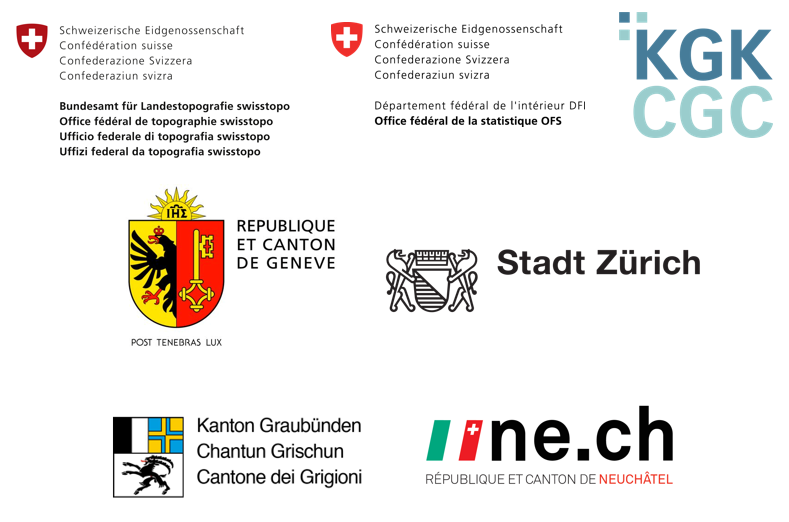 Schweizerische Eidgenossenschaft
Confédération suisse
Confederazione Svizzera
Confederaziun svizra
Bundesamt für Landestopografie swisstopo
Office fédéral de topographie swisstopo
Ufficio federale di topografia swisstopo
Uffizi federal da topografia swisstopo
Schweizerische Eidgenossenschaft
Confédération suisse
Confederazione Svizzera
Confederaziun svizra
Département fédéral de l'intérieur DFI
Office fédéral de la statistique OFS
KGK
CGC
ΙΗΣ
REPUBLIQUE
ET CANTON
DE GENEVE
POST TENEBRAS LUX
Stadt Zürich
Kanton Graubünden
Chantun Grischun
Cantone dei Grigioni
ne.ch
RÉPUBLIQUE ET CANTON DE NEUCHÂTEL